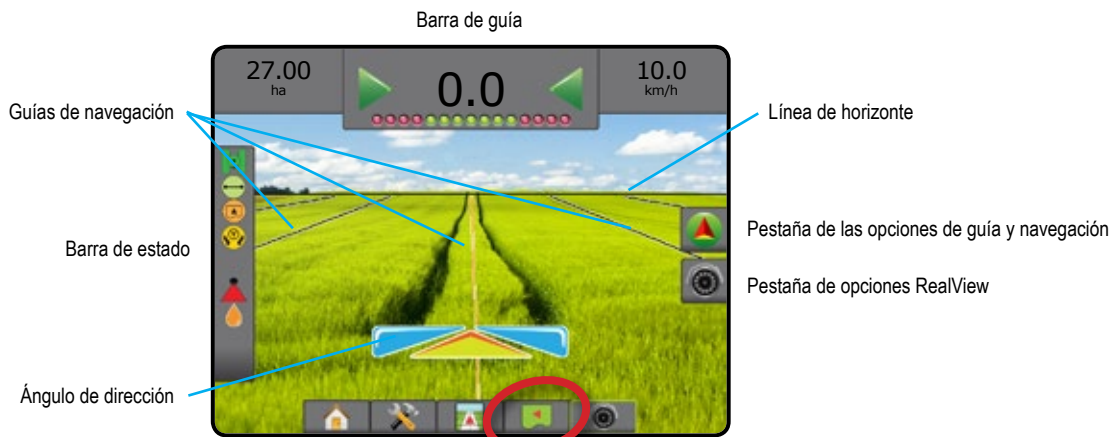 Barra de guía
27.00
ha
0.0
10.0
km/h
Guías de navegación
Línea de horizonte
Barra de estado
Pestaña de las opciones de guía y navegación
Pestaña de opciones RealView
Ángulo de dirección